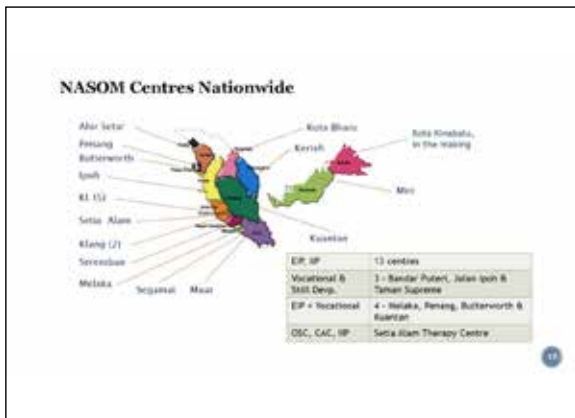 NASOM Centres Nationwide
Alor Setar
Penang
Butterworth
Ipoh
KL (5)
Setia Alam
Klang (2)
Seremban
Melaka
Segamat
Muar
Kota Bharu
Kerteh
Kota Kinabalu,
in the making
Miri
Kuantan
EIP, IIP 13 centres
Vocational & Skill Devp. 3 - Bandar Puteri, Jalan Ipoh & Taman Supreme
EIP + Vocational 4 - Melaka, Penang, Butterworth & Kuantan
OSC, CAC, IIP Setia Alam Therapy Centre